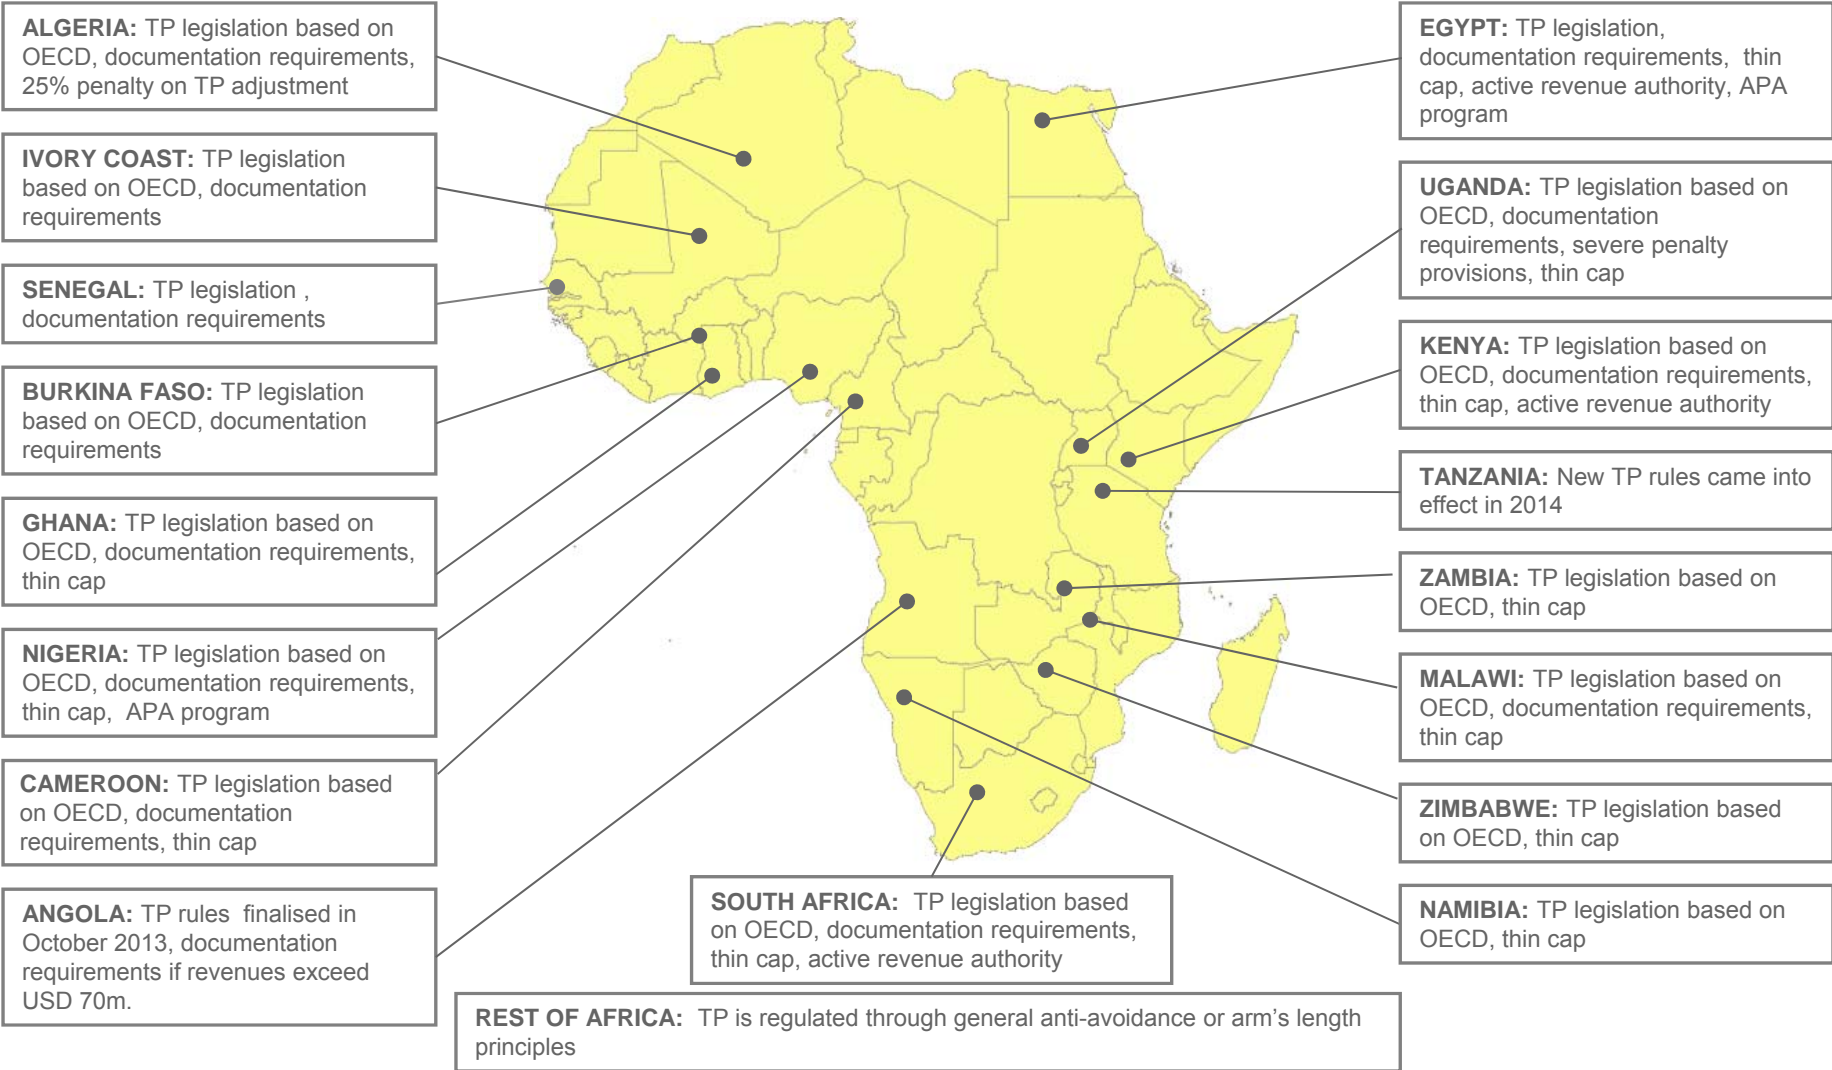 ALGERIA: TP legislation based on
OECD, documentation requirements,
25% penalty on TP adjustment
IVORY COAST: TP legislation
based on OECD, documentation
requirements
SENEGAL: TP legislation ,
documentation requirements
BURKINA FASO: TP legislation
based on OECD, documentation
requirements
GHANA: TP legislation based on
OECD, documentation requirements,
thin cap
NIGERIA: TP legislation based on
OECD, documentation requirements,
thin cap, APA program
CAMEROON: TP legislation based
on OECD, documentation
requirements, thin cap
ANGOLA: TP rules finalised in
October 2013, documentation
requirements if revenues exceed
USD 70m.
EGYPT: TP legislation,
documentation requirements, thin
cap, active revenue authority, APA
program
UGANDA: TP legislation based on
OECD, documentation
requirements, severe penalty
provisions, thin cap
KENYA: TP legislation based on
OECD, documentation requirements,
thin cap, active revenue authority
TANZANIA: New TP rules came into
effect in 2014
ZAMBIA: TP legislation based on
OECD, thin cap
MALAWI: TP legislation based on
OECD, documentation requirements,
thin cap
ZIMBABWE: TP legislation based
on OECD, thin cap
NAMIBIA: TP legislation based on
OECD, thin cap
SOUTH AFRICA: TP legislation based
on OECD, documentation requirements,
thin cap, active revenue authority
REST OF AFRICA: TP is regulated through general anti-avoidance or arm's length
principles